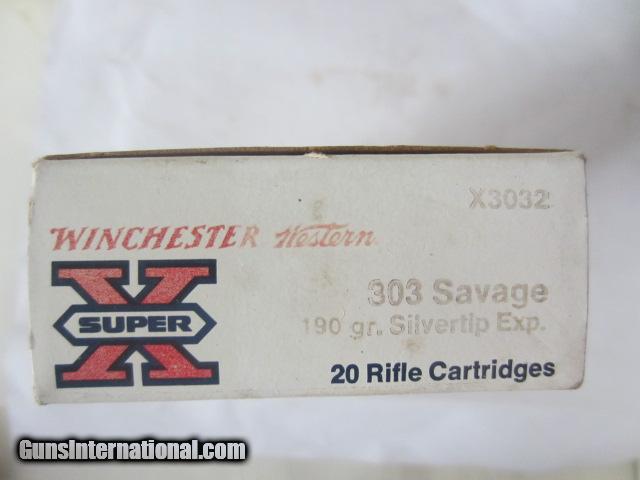 X3032
WINCHESTER Western
X
SUPER
303 Savage
190 gr. Silvertip Exp.
20 Rifle Cartridges
GunsInternational.com